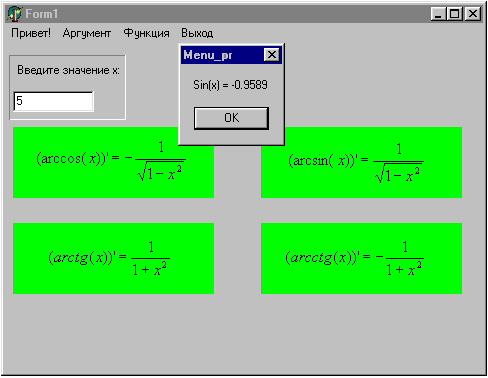 Form1
Привет! Аргумент Функция Выход
Menu_pr
Введите значение x:
5
Sin(x) = -0.9589
OK
(arccos( x))' = − 1/√(1− x²)
(arcsin( x))' = 1/√(1− x²)
(arctg(x))' = 1/(1+ x²)
(arcctg(x))' = − 1/(1+ x²)